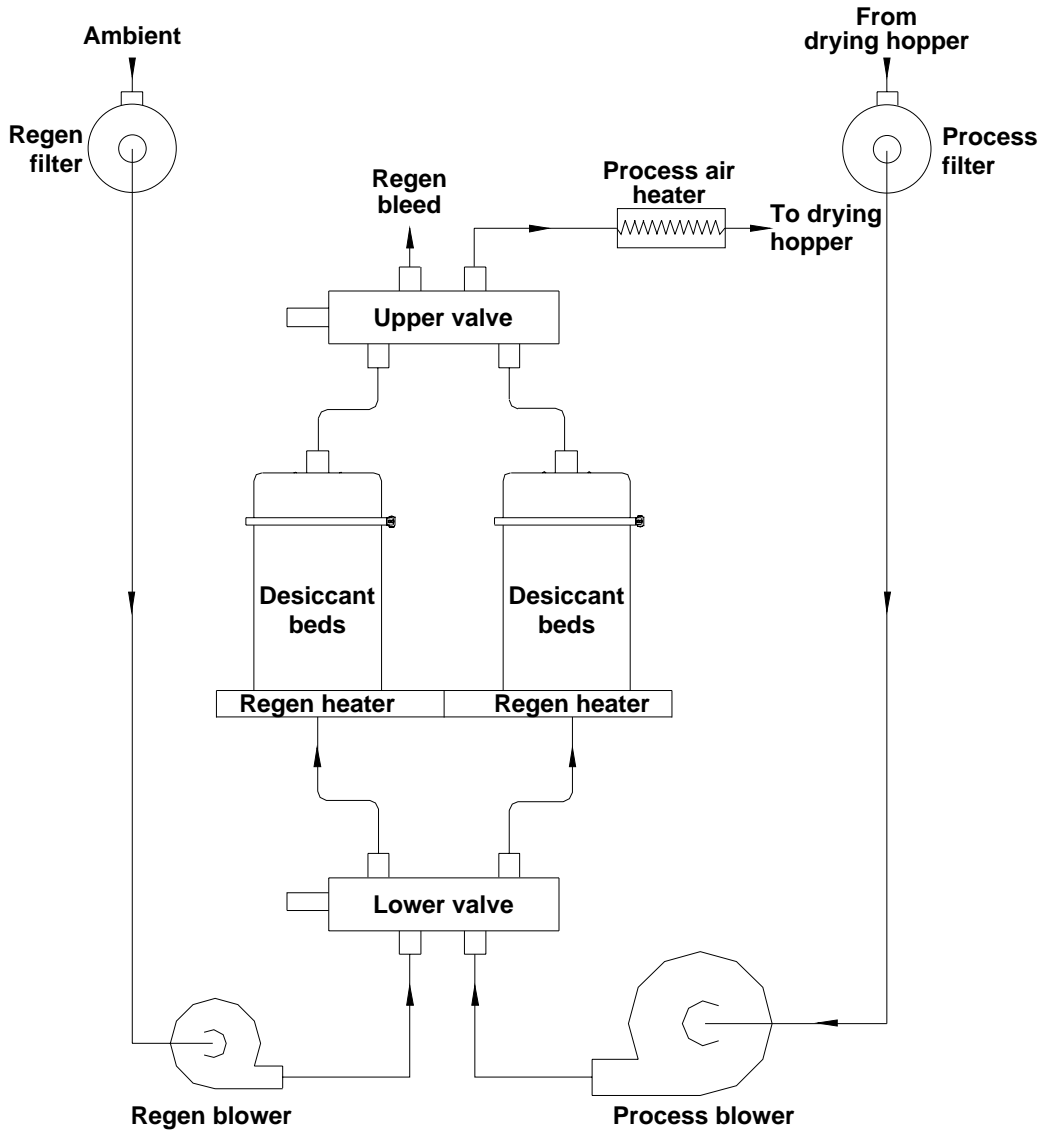 Ambient
From
drying hopper
Regen
filter
Process
filter
Regen
bleed
Process air
heater
To drying
hopper
Upper valve
Desiccant
beds
Desiccant
beds
Regen heater
Regen heater
Lower valve
Regen blower
Process blower